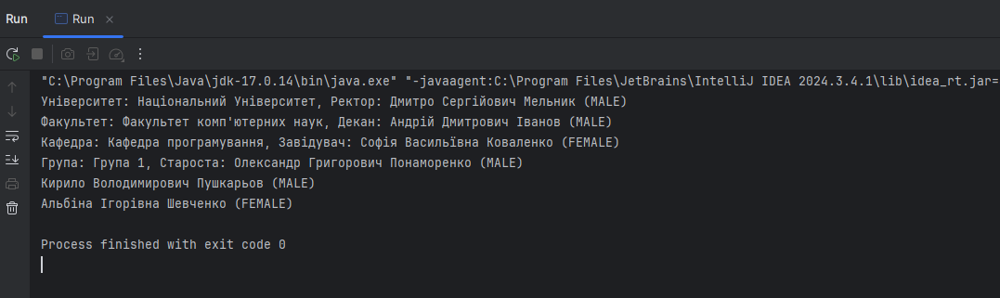 Run
Run
"C:\Program Files\Java\jdk-17.0.14\bin\java.exe" "-javaagent:C:\Program Files\JetBrains\IntelliJ IDEA 2024.3.4.1\lib\idea_rt.jar=
Університет: Національний Університет, Ректор: Дмитро Сергійович Мельник (MALE)
Факультет: Факультет комп'ютерних наук, Декан: Андрій Дмитрович Іванов (MALE)
Кафедра: Кафедра програмування, Завідувач: Софія Васильївна Коваленко (FEMALE)
Група: Група 1, Староста: Олександр Григорович Понаморенко (MALE)
Кирило Володимирович Пушкарьов (MALE)
Альбіна Ігорівна Шевченко (FEMALE)
Process finished with exit code 0